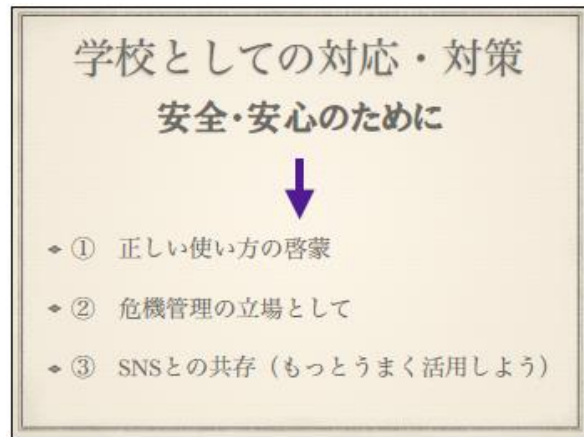 学校としての対応・対策
安全･安心のために
① 正しい使い方の啓蒙
② 危機管理の立場として
③ SNSとの共存（もっとうまく活用しよう）